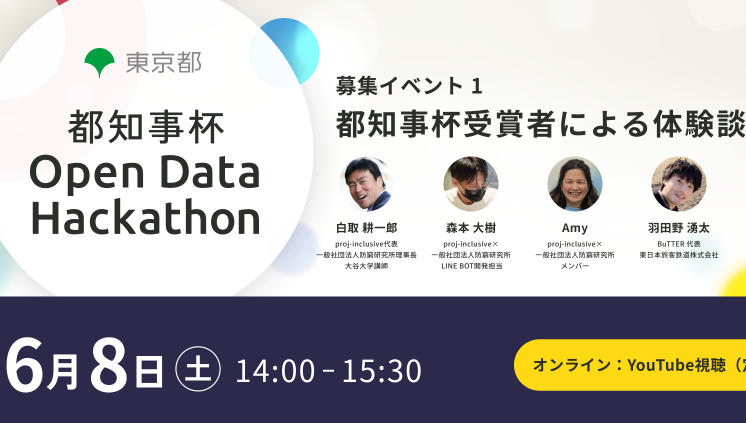 東京都
都知事杯
Open Data
Hackathon
募集イベント 1
都知事杯受賞者による体験談
白取 耕一郎
proj-inclusive代表
一般社団法人防窮研究所理事長
大谷大学講師
森本 大樹
proj-inclusive×
一般社団法人防窮研究所
LINE BOT開発担当
Amy
proj-inclusive×
一般社団法人防窮研究所
メンバー
羽田野 湧太
BuTTER 代表
東日本旅客鉄道株式会社
6月8日 土 14:00 – 15:30
オンライン：YouTube視聴（